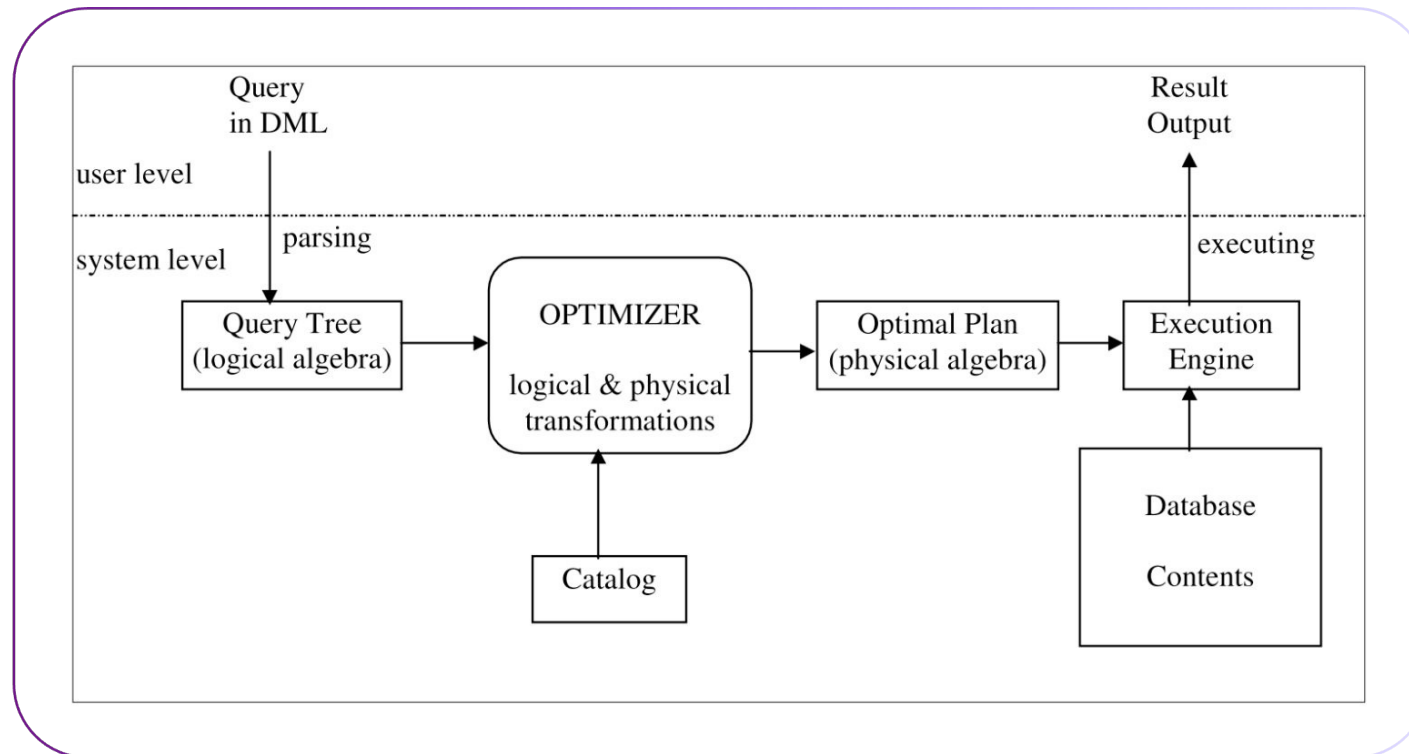 Query
in DML
Result
Output
user level
parsing
system level
executing
Query Tree
(logical algebra)
OPTIMIZER
logical & physical
transformations
Optimal Plan
(physical algebra)
Execution
Engine
Catalog
Database
Contents